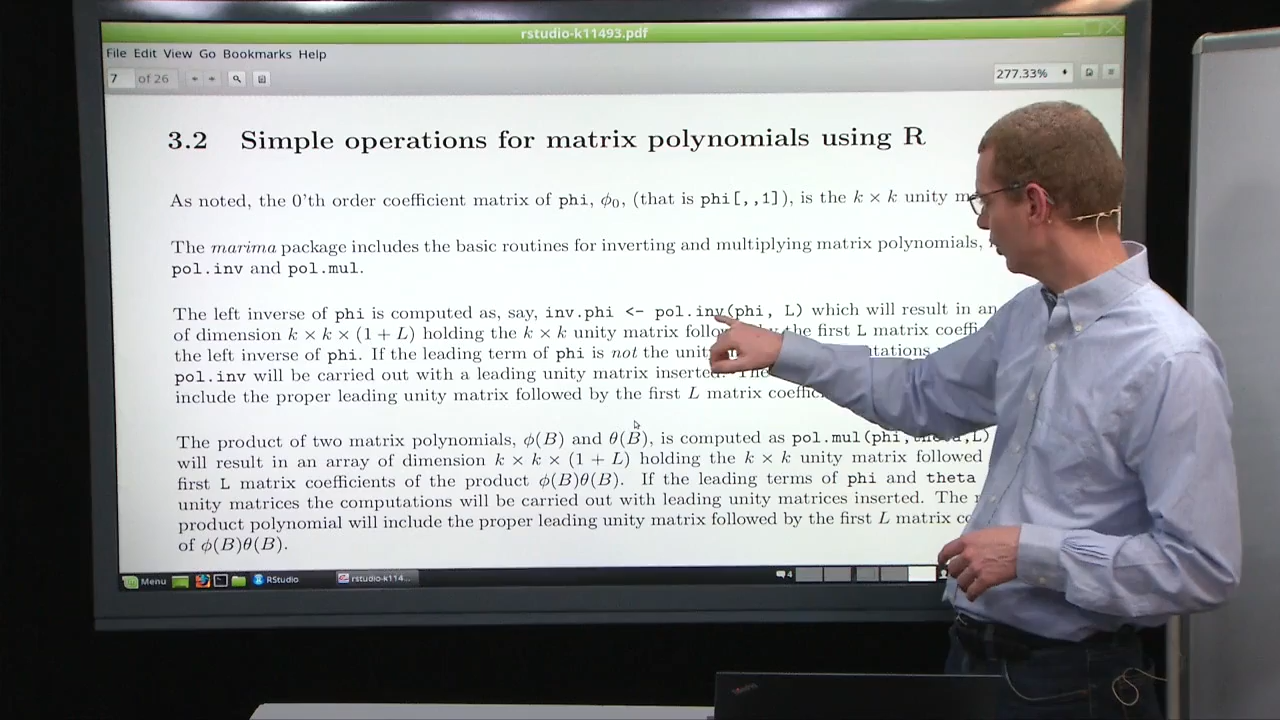 rstudio-k11493.pdf
File Edit View Go Bookmarks Help
7 of 26
277.33%
3.2 Simple operations for matrix polynomials using R
As noted, the 0'th order coefficient matrix of phi, ϕ₀, (that is phi[,,1]), is the k × k unity
The marima package includes the basic routines for inverting and multiplying matrix polynomials,
pol.inv and pol.mul.
The left inverse of phi is computed as, say, inv.phi <- pol.inv(phi, L) which will result in an
of dimension k × k × (1 + L) holding the k × k unity matrix the first L matrix
the left inverse of phi. If the leading term of phi is not the
pol.inv will be carried out with a leading unity matrix
include the proper leading unity matrix followed by the first L matrix
The product of two matrix polynomials, ϕ(B) and θ(B), is computed as pol.mul(phi,theta,L)
will result in an array of dimension k × k × (1 + L) holding the k × k unity matrix followed
first L matrix coefficients of the product ϕ(B)θ(B). If the leading terms of phi and theta
unity matrices the computations will be carried out with leading unity matrices inserted. The
product polynomial will include the proper leading unity matrix followed by the first L matrix
of ϕ(B)θ(B).
Menu RStudio rstudio-k114... 4